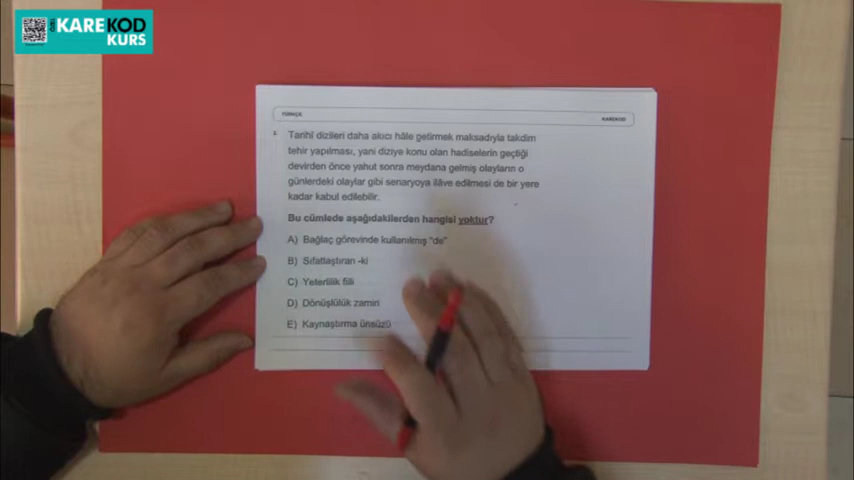 KAREKOD
KURS
TÜRKÇE
KAREKOD
2.
Tarihî dizileri daha akıcı hâle getirmek maksadıyla takdim
tehir yapılması, yani diziye konu olan hadiselerin geçtiği
devirden önce yahut sonra meydana gelmiş olayların o
günlerdeki olaylar gibi senaryoya ilâve edilmesi de bir yere
kadar kabul edilebilir.
Bu cümlede aşağıdakilerden hangisi yoktur?
A) Bağlaç görevinde kullanılmış "de"
B) Sıfatlaştıran -ki
C) Yeterlilik fiili
D) Dönüşlülük zamiri
E) Kaynaştırma ünsüzü